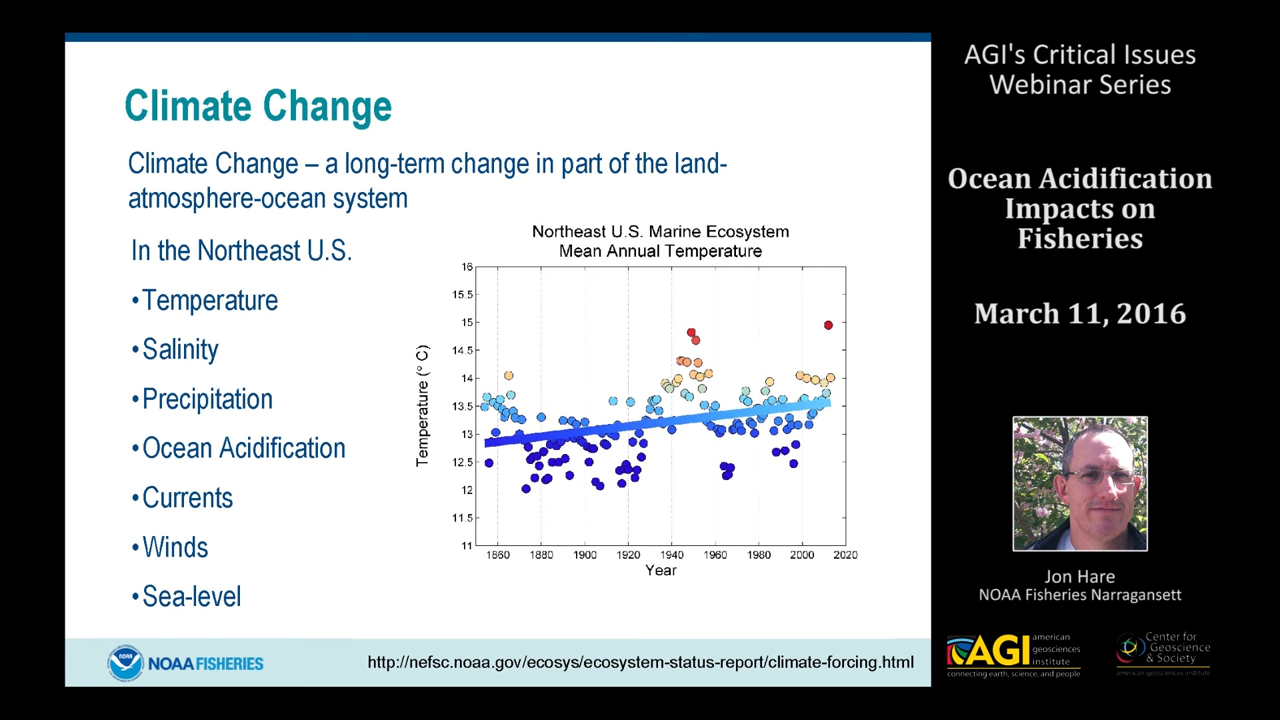 Climate Change
Climate Change – a long-term change in part of the land-
atmosphere-ocean system
In the Northeast U.S.
•Temperature
•Salinity
•Precipitation
•Ocean Acidification
•Currents
•Winds
•Sea-level
Northeast U.S. Marine Ecosystem
Mean Annual Temperature
Temperature (° C)
16
15.5
15
14.5
14
13.5
13
12.5
12
11.5
11
1860 1880 1900 1920 1940 1960 1980 2000 2020
Year
NOAA
NOAA FISHERIES
http://nefsc.noaa.gov/ecosys/ecosystem-status-report/climate-forcing.html
AGI's Critical Issues
Webinar Series
Ocean Acidification
Impacts on
Fisheries
March 11, 2016
Jon Hare
NOAA Fisheries Narragansett
AGI
american
geosciences
institute
connecting earth, science, and people
Center for
Geoscience
& Society
american geosciences institute